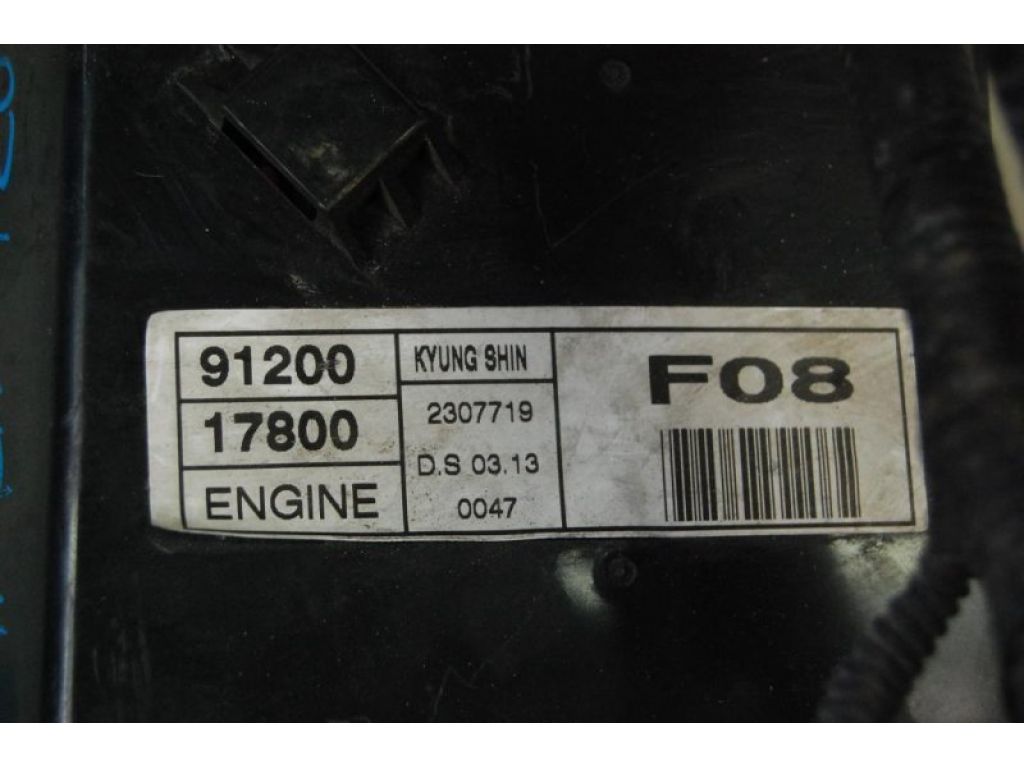 91200
17800
ENGINE
KYUNG SHIN
2307719
D.S 03.13
0047
F08